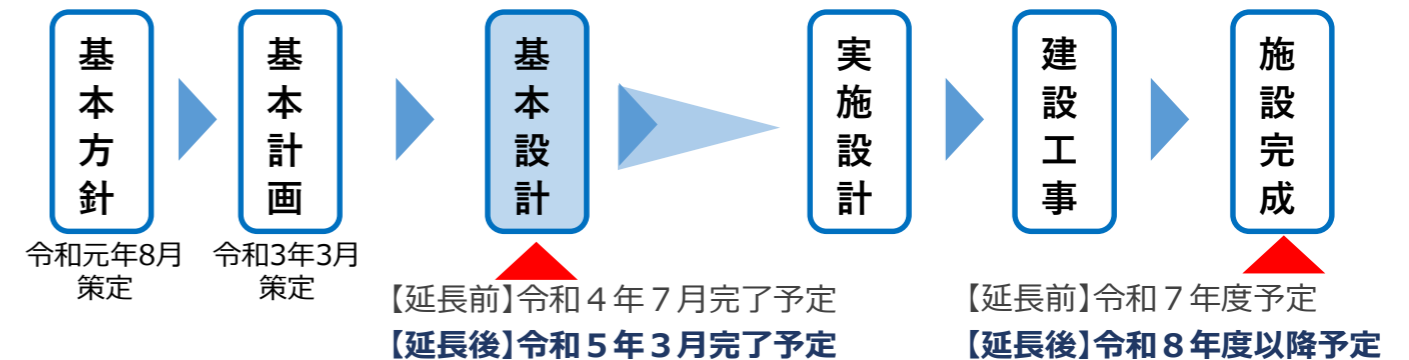 基本方針
基本計画
基本設計
実施設計
建設工事
施設完成
令和元年8月
策定
令和3年3月
策定
【延長前】令和４年７月完了予定
【延長後】令和５年３月完了予定
【延長前】令和７年度予定
【延長後】令和８年度以降予定